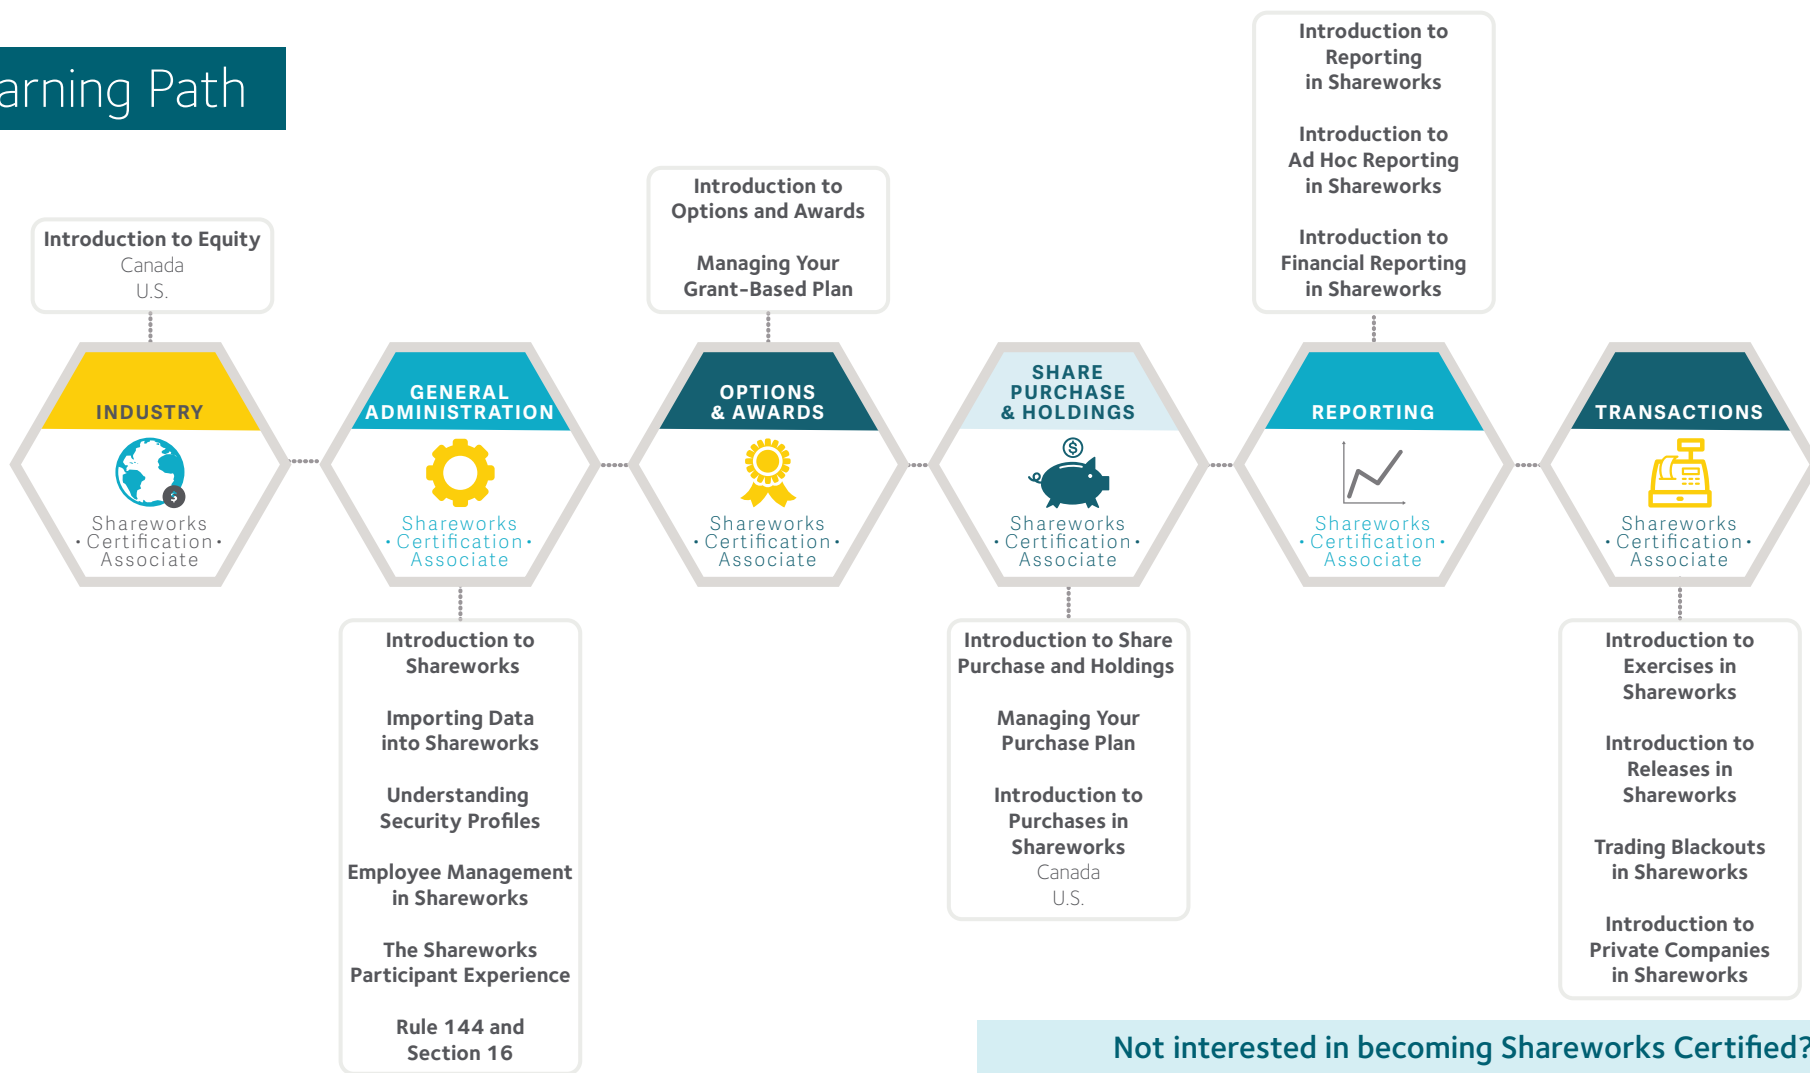 arning Path
Introduction to Equity
Canada
U.S.
INDUSTRY
$
Shareworks
• Certification •
Associate
GENERAL
ADMINISTRATION
Shareworks
• Certification •
Associate
Introduction to
Shareworks
Importing Data
into Shareworks
Understanding
Security Profiles
Employee Management
in Shareworks
The Shareworks
Participant Experience
Rule 144 and
Section 16
Introduction to
Options and Awards
Managing Your
Grant-Based Plan
OPTIONS
& AWARDS
Shareworks
• Certification •
Associate
SHARE
PURCHASE
& HOLDINGS
$
Shareworks
• Certification •
Associate
Introduction to Share
Purchase and Holdings
Managing Your
Purchase Plan
Introduction to
Purchases in
Shareworks
Canada
U.S.
Introduction to
Reporting
in Shareworks
Introduction to
Ad Hoc Reporting
in Shareworks
Introduction to
Financial Reporting
in Shareworks
REPORTING
Shareworks
• Certification •
Associate
TRANSACTIONS
Shareworks
• Certification •
Associate
Introduction to
Exercises in
Shareworks
Introduction to
Releases in
Shareworks
Trading Blackouts
in Shareworks
Introduction to
Private Companies
in Shareworks
Not interested in becoming Shareworks Certified?